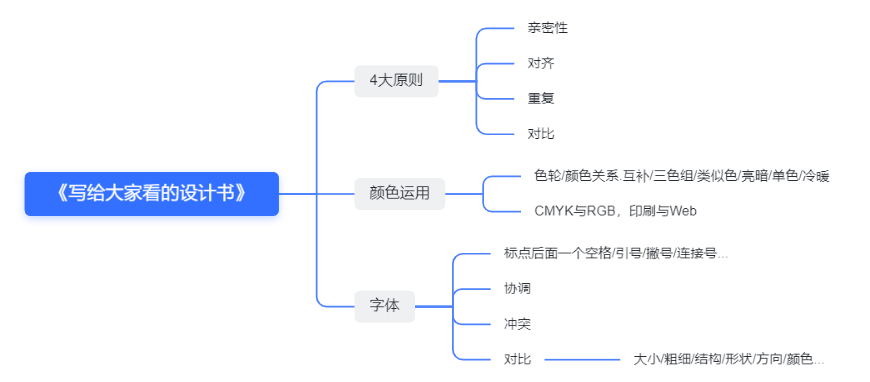 《写给大家看的设计书》
4大原则
亲密性
对齐
重复
对比
颜色运用
色轮/颜色关系.互补/三色组/类似色/亮暗/单色/冷暖
CMYK与RGB，印刷与Web
字体
标点后面一个空格/引号/撇号/连接号...
协调
冲突
对比
大小/粗细/结构/形状/方向/颜色...